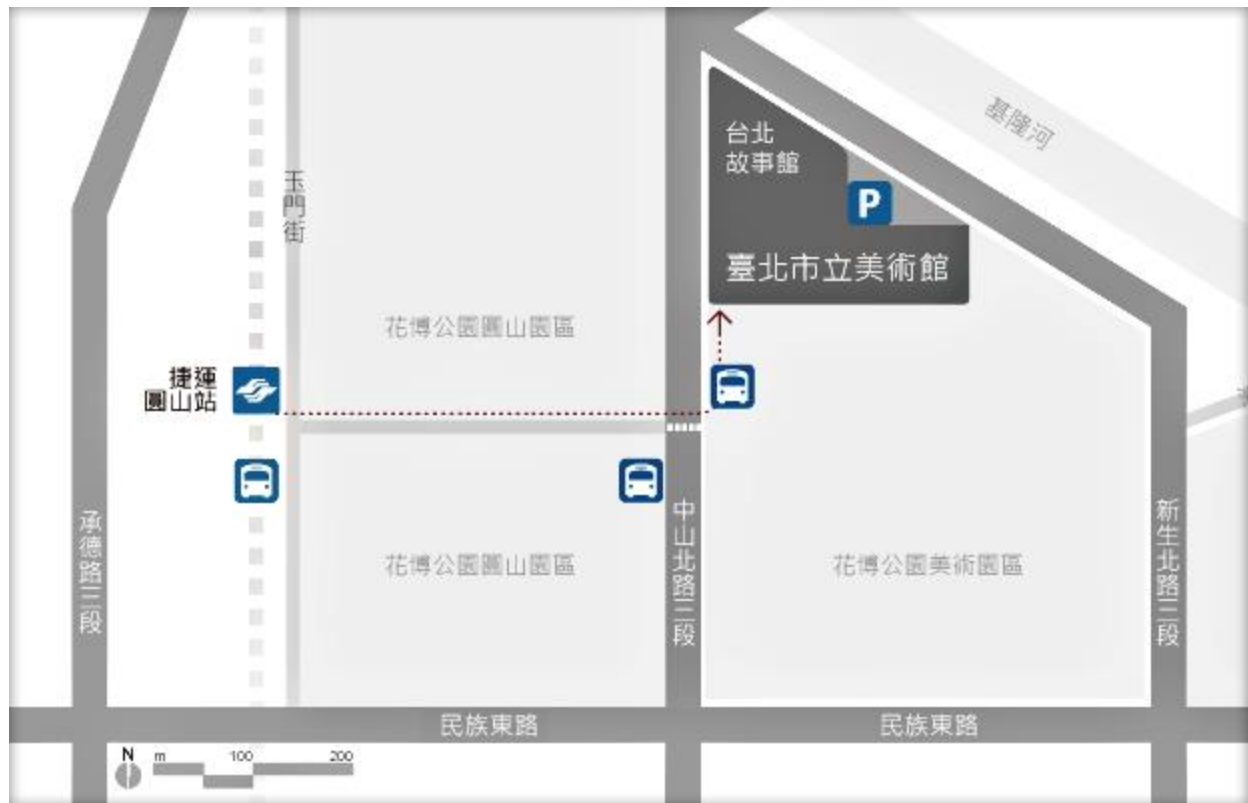 基隆河
台北
故事館
P
臺北市立美術館
玉門街
花博公園圓山園區
捷運
圓山站
承德路三段
中山北路三段
新生北路三段
花博公園圓山園區
花博公園美術園區
民族東路
民族東路
N
m 100 200